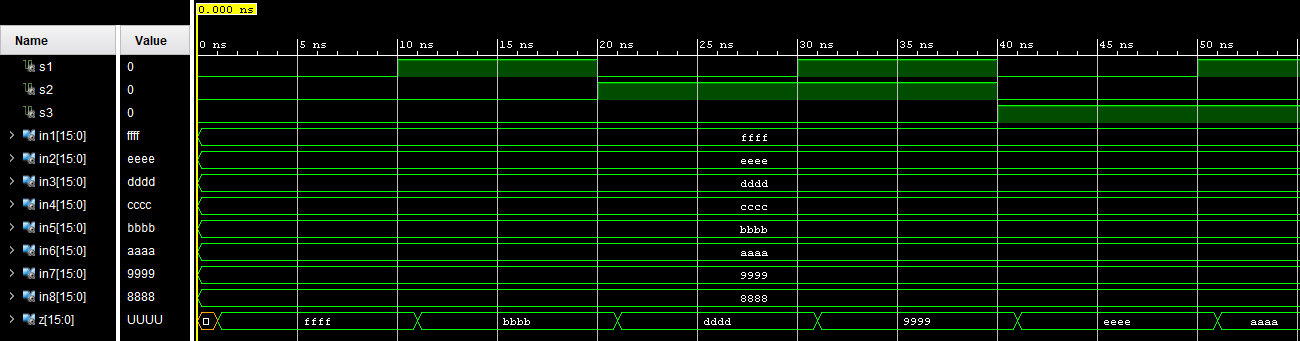 0.000 ns
Name Value
0 ns 5 ns 10 ns 15 ns 20 ns 25 ns 30 ns 35 ns 40 ns 45 ns 50 ns
s1 0
s2 0
s3 0
in1[15:0] ffff ffff
in2[15:0] eeee eeee
in3[15:0] dddd dddd
in4[15:0] cccc cccc
in5[15:0] bbbb bbbb
in6[15:0] aaaa aaaa
in7[15:0] 9999 9999
in8[15:0] 8888 8888
z[15:0] UUUU ffff bbbb dddd 9999 eeee aaaa